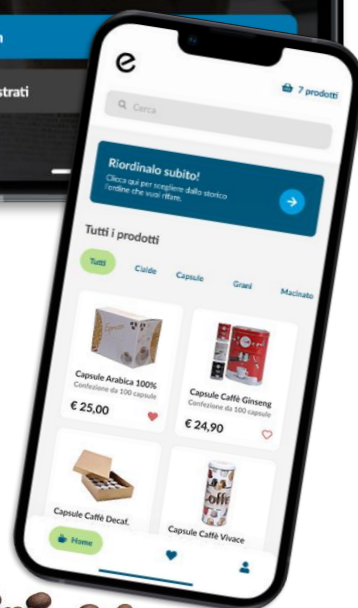 strati
e
7 prodotti
Cerca
Riordinalo subito!
Clicca qui per scegliere dallo storico
l'ordine che vuoi rifare.
Tutti i prodotti
Tutti
Cialde
Capsule
Grani
Macinato
Capsule Arabica 100%
Confezione da 100 capsule
€ 25,00
Capsule Caffè Ginseng
Confezione da 100 capsule
€ 24,90
Capsule Caffè Decaf.
Capsule Caffè Vivace
Home